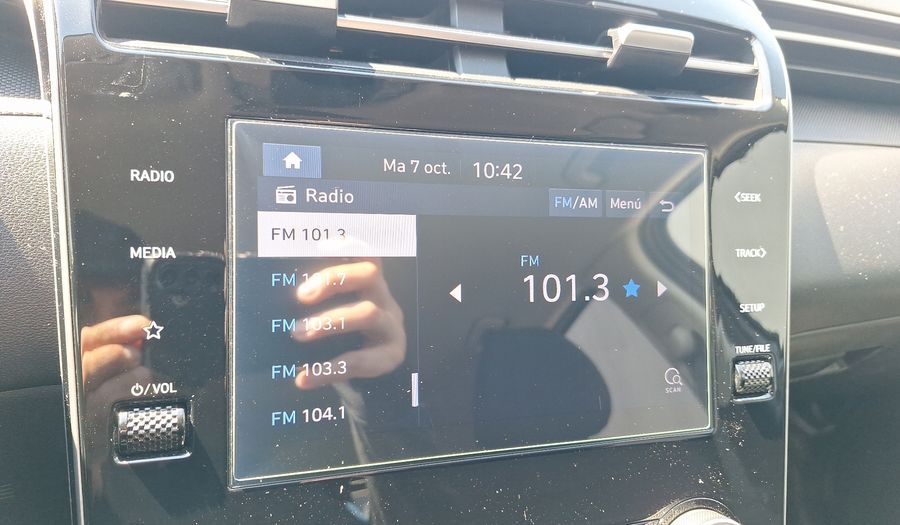 RADIO
MEDIA
⏻/VOL
Ma 7 oct. 10:42
Radio
FM/AM Menú
FM 101.3
FM 101.7
FM 103.1
FM 103.3
FM 104.1
FM
101.3
SCAN
<SEEK
TRACK>
SETUP
TUNE/FILE